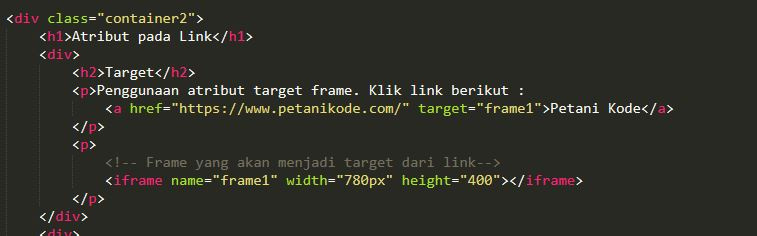 <div class="container2">
<h1>Atribut pada Link</h1>
<div>
<h2>Target</h2>
<p>Penggunaan atribut target frame. Klik link berikut :
<a href="https://www.petanikode.com/" target="frame1">Petani Kode</a>
</p>
<p>
<!-- Frame yang akan menjadi target dari link-->
<iframe name="frame1" width="780px" height="400"></iframe>
</p>
</div>
<div>